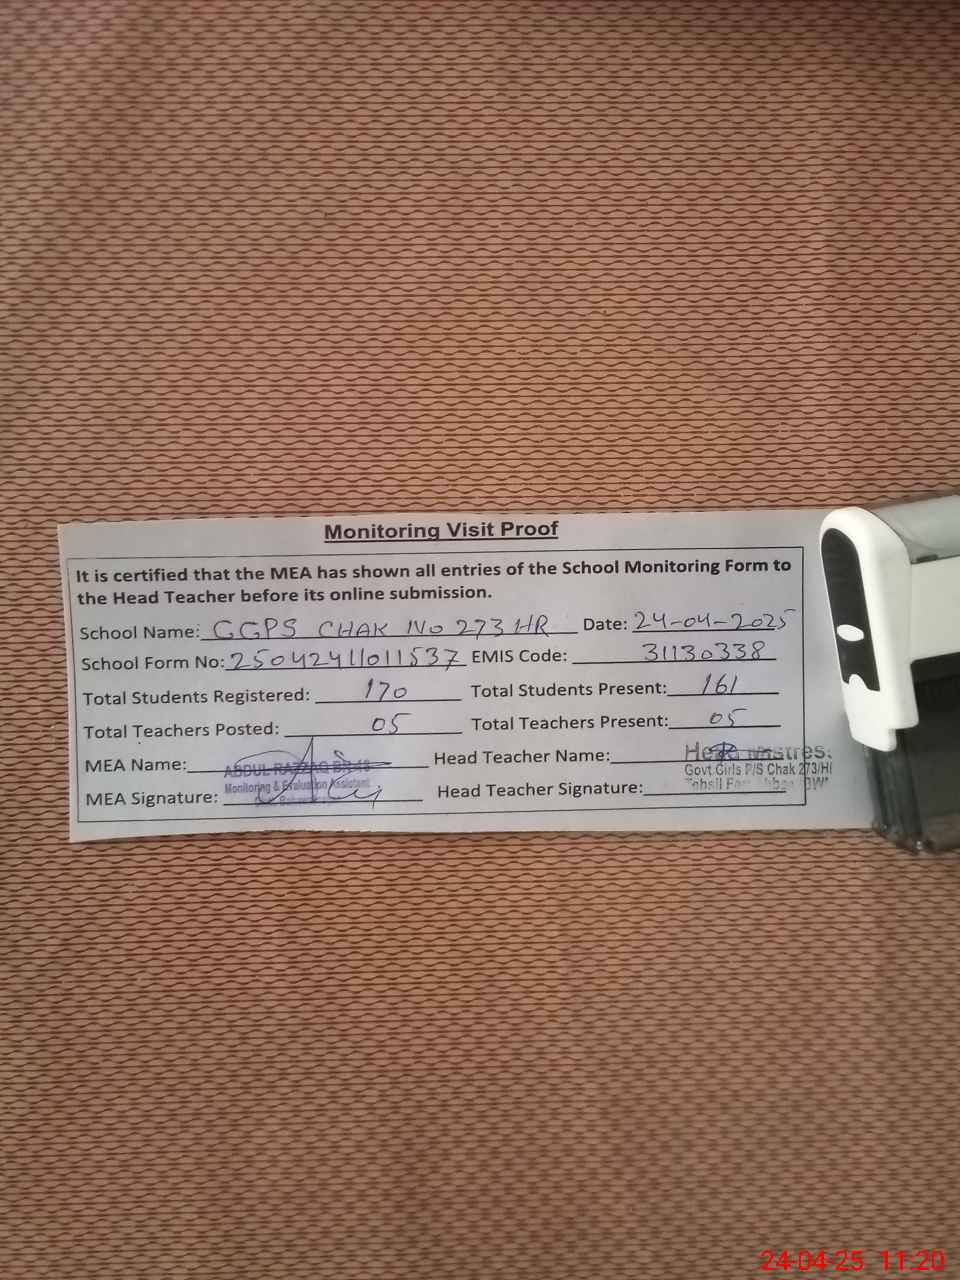 Monitoring Visit Proof
It is certified that the MEA has shown all entries of the School Monitoring Form to
the Head Teacher before its online submission.
School Name: GGPS CHAK NO 273 HR Date: 24-04-2025
School Form No: 25042411011537 EMIS Code: 31130338
Total Students Registered: 170 Total Students Present: 161
Total Teachers Posted: 05 Total Teachers Present: 05
MEA Name: ABDUL RAZZAQ Head Teacher Name:
Monitoring & Evaluation Assistant Govt Girls P/S Chak 273/H
MEA Signature: Head Teacher Signature:
24-04-25 11:20